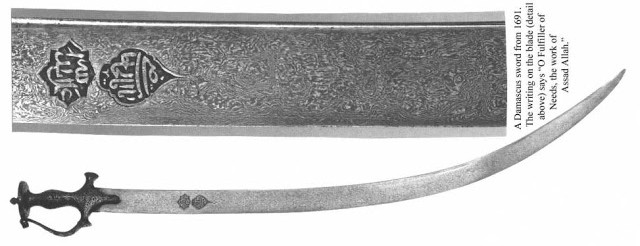 A Damascus sword from 1691.
The writing on the blade (detail
above) says “O Fulfiller of
Needs, the work of
Assad Allah.”